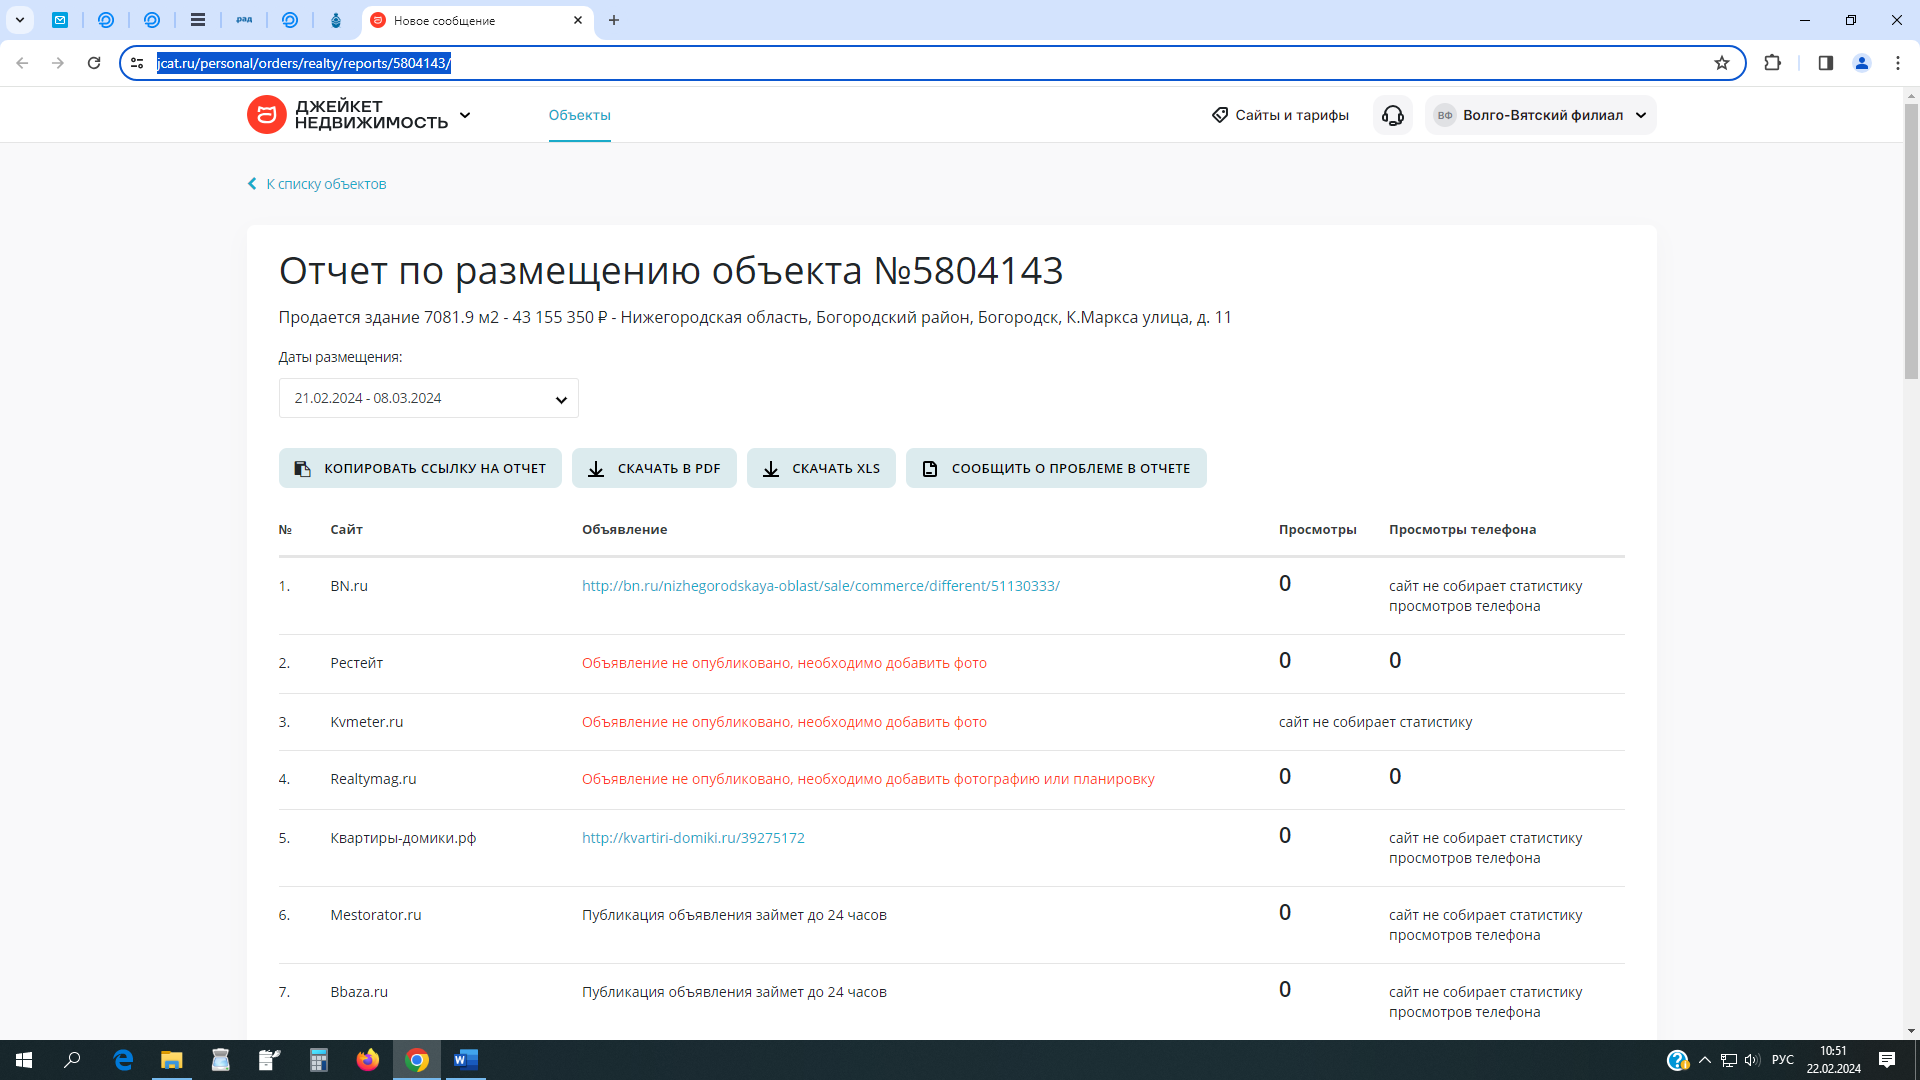 рад
Новое сообщение
jcat.ru/personal/orders/realty/reports/5804143/
ДЖЕЙКЕТ
НЕДВИЖИМОСТЬ
Объекты
Сайты и тарифы
ВФ Волго-Вятский филиал
К списку объектов
Отчет по размещению объекта №5804143
Продается здание 7081.9 м2 - 43 155 350 ₽ - Нижегородская область, Богородский район, Богородск, К.Маркса улица, д. 11
Даты размещения:
21.02.2024 - 08.03.2024
КОПИРОВАТЬ ССЫЛКУ НА ОТЧЕТ СКАЧАТЬ В PDF СКАЧАТЬ XLS СООБЩИТЬ О ПРОБЛЕМЕ В ОТЧЕТЕ
№ Сайт Объявление Просмотры Просмотры телефона
1. BN.ru http://bn.ru/nizhegorodskaya-oblast/sale/commerce/different/51130333/ 0 сайт не собирает статистику
просмотров телефона
2. Рестейт Объявление не опубликовано, необходимо добавить фото 0 0
3. Kvmeter.ru Объявление не опубликовано, необходимо добавить фото сайт не собирает статистику
4. Realtymag.ru Объявление не опубликовано, необходимо добавить фотографию или планировку 0 0
5. Квартиры-домики.рф http://kvartiri-domiki.ru/39275172 0 сайт не собирает статистику
просмотров телефона
6. Mestorator.ru Публикация объявления займет до 24 часов 0 сайт не собирает статистику
просмотров телефона
7. Bbaza.ru Публикация объявления займет до 24 часов 0 сайт не собирает статистику
просмотров телефона
РУС
10:51
22.02.2024